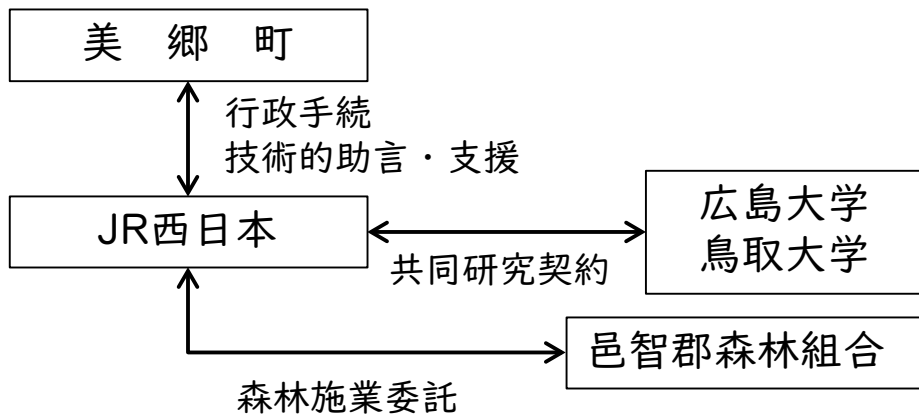 美　郷　町
行政手続
技術的助言・支援
JR西日本
広島大学
鳥取大学
共同研究契約
邑智郡森林組合
森林施業委託